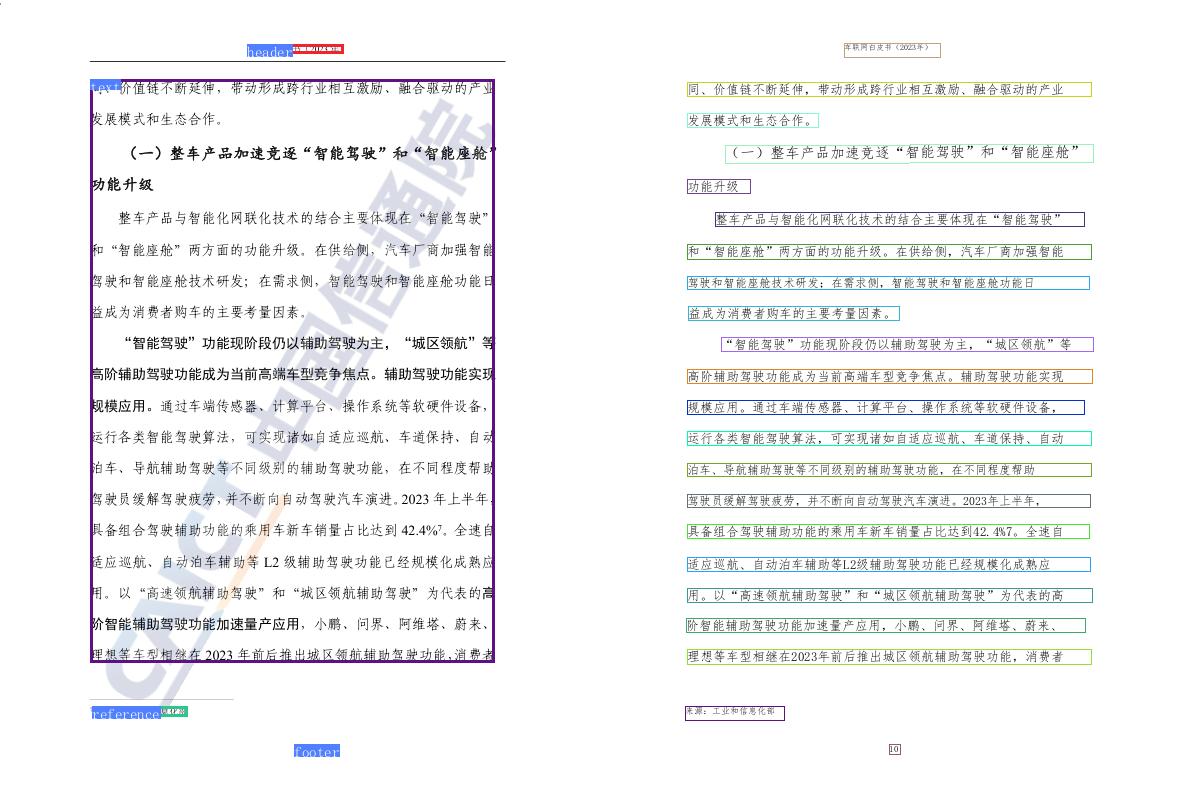 header
text 价值链不断延伸，带动形成跨行业相互激励、融合驱动的产业
发展模式和生态合作。
（一）整车产品加速竞逐“智能驾驶”和“智能座舱”
功能升级
整车产品与智能化网联化技术的结合主要体现在“智能驾驶”
和“智能座舱”两方面的功能升级。在供给侧，汽车厂商加强智能
驾驶和智能座舱技术研发；在需求侧，智能驾驶和智能座舱功能日
益成为消费者购车的主要考量因素。
“智能驾驶”功能现阶段仍以辅助驾驶为主，“城区领航”等
高阶辅助驾驶功能成为当前高端车型竞争焦点。辅助驾驶功能实现
规模应用。通过车端传感器、计算平台、操作系统等软硬件设备，
运行各类智能驾驶算法，可实现诸如自适应巡航、车道保持、自动
泊车、导航辅助驾驶等不同级别的辅助驾驶功能，在不同程度帮助
驾驶员缓解驾驶疲劳，并不断向自动驾驶汽车演进。2023 年上半年，
具备组合驾驶辅助功能的乘用车新车销量占比达到 42.4%⁷。全速自
适应巡航、自动泊车辅助等 L2 级辅助驾驶功能已经规模化成熟应
用。以“高速领航辅助驾驶”和“城区领航辅助驾驶”为代表的高
阶智能辅助驾驶功能加速量产应用，小鹏、问界、阿维塔、蔚来、
理想等车型相继在 2023 年前后推出城区领航辅助驾驶功能，消费者
reference
footer
CAICT 中国信通院
车联网白皮书（2023年）
同、价值链不断延伸，带动形成跨行业相互激励、融合驱动的产业
发展模式和生态合作。
（一）整车产品加速竞逐“智能驾驶”和“智能座舱”
功能升级
整车产品与智能化网联化技术的结合主要体现在“智能驾驶”
和“智能座舱”两方面的功能升级。在供给侧，汽车厂商加强智能
驾驶和智能座舱技术研发；在需求侧，智能驾驶和智能座舱功能日
益成为消费者购车的主要考量因素。
“智能驾驶”功能现阶段仍以辅助驾驶为主，“城区领航”等
高阶辅助驾驶功能成为当前高端车型竞争焦点。辅助驾驶功能实现
规模应用。通过车端传感器、计算平台、操作系统等软硬件设备，
运行各类智能驾驶算法，可实现诸如自适应巡航、车道保持、自动
泊车、导航辅助驾驶等不同级别的辅助驾驶功能，在不同程度帮助
驾驶员缓解驾驶疲劳，并不断向自动驾驶汽车演进。2023年上半年，
具备组合驾驶辅助功能的乘用车新车销量占比达到42.4%7。全速自
适应巡航、自动泊车辅助等L2级辅助驾驶功能已经规模化成熟应
用。以“高速领航辅助驾驶”和“城区领航辅助驾驶”为代表的高
阶智能辅助驾驶功能加速量产应用，小鹏、问界、阿维塔、蔚来、
理想等车型相继在2023年前后推出城区领航辅助驾驶功能，消费者
来源：工业和信息化部
10